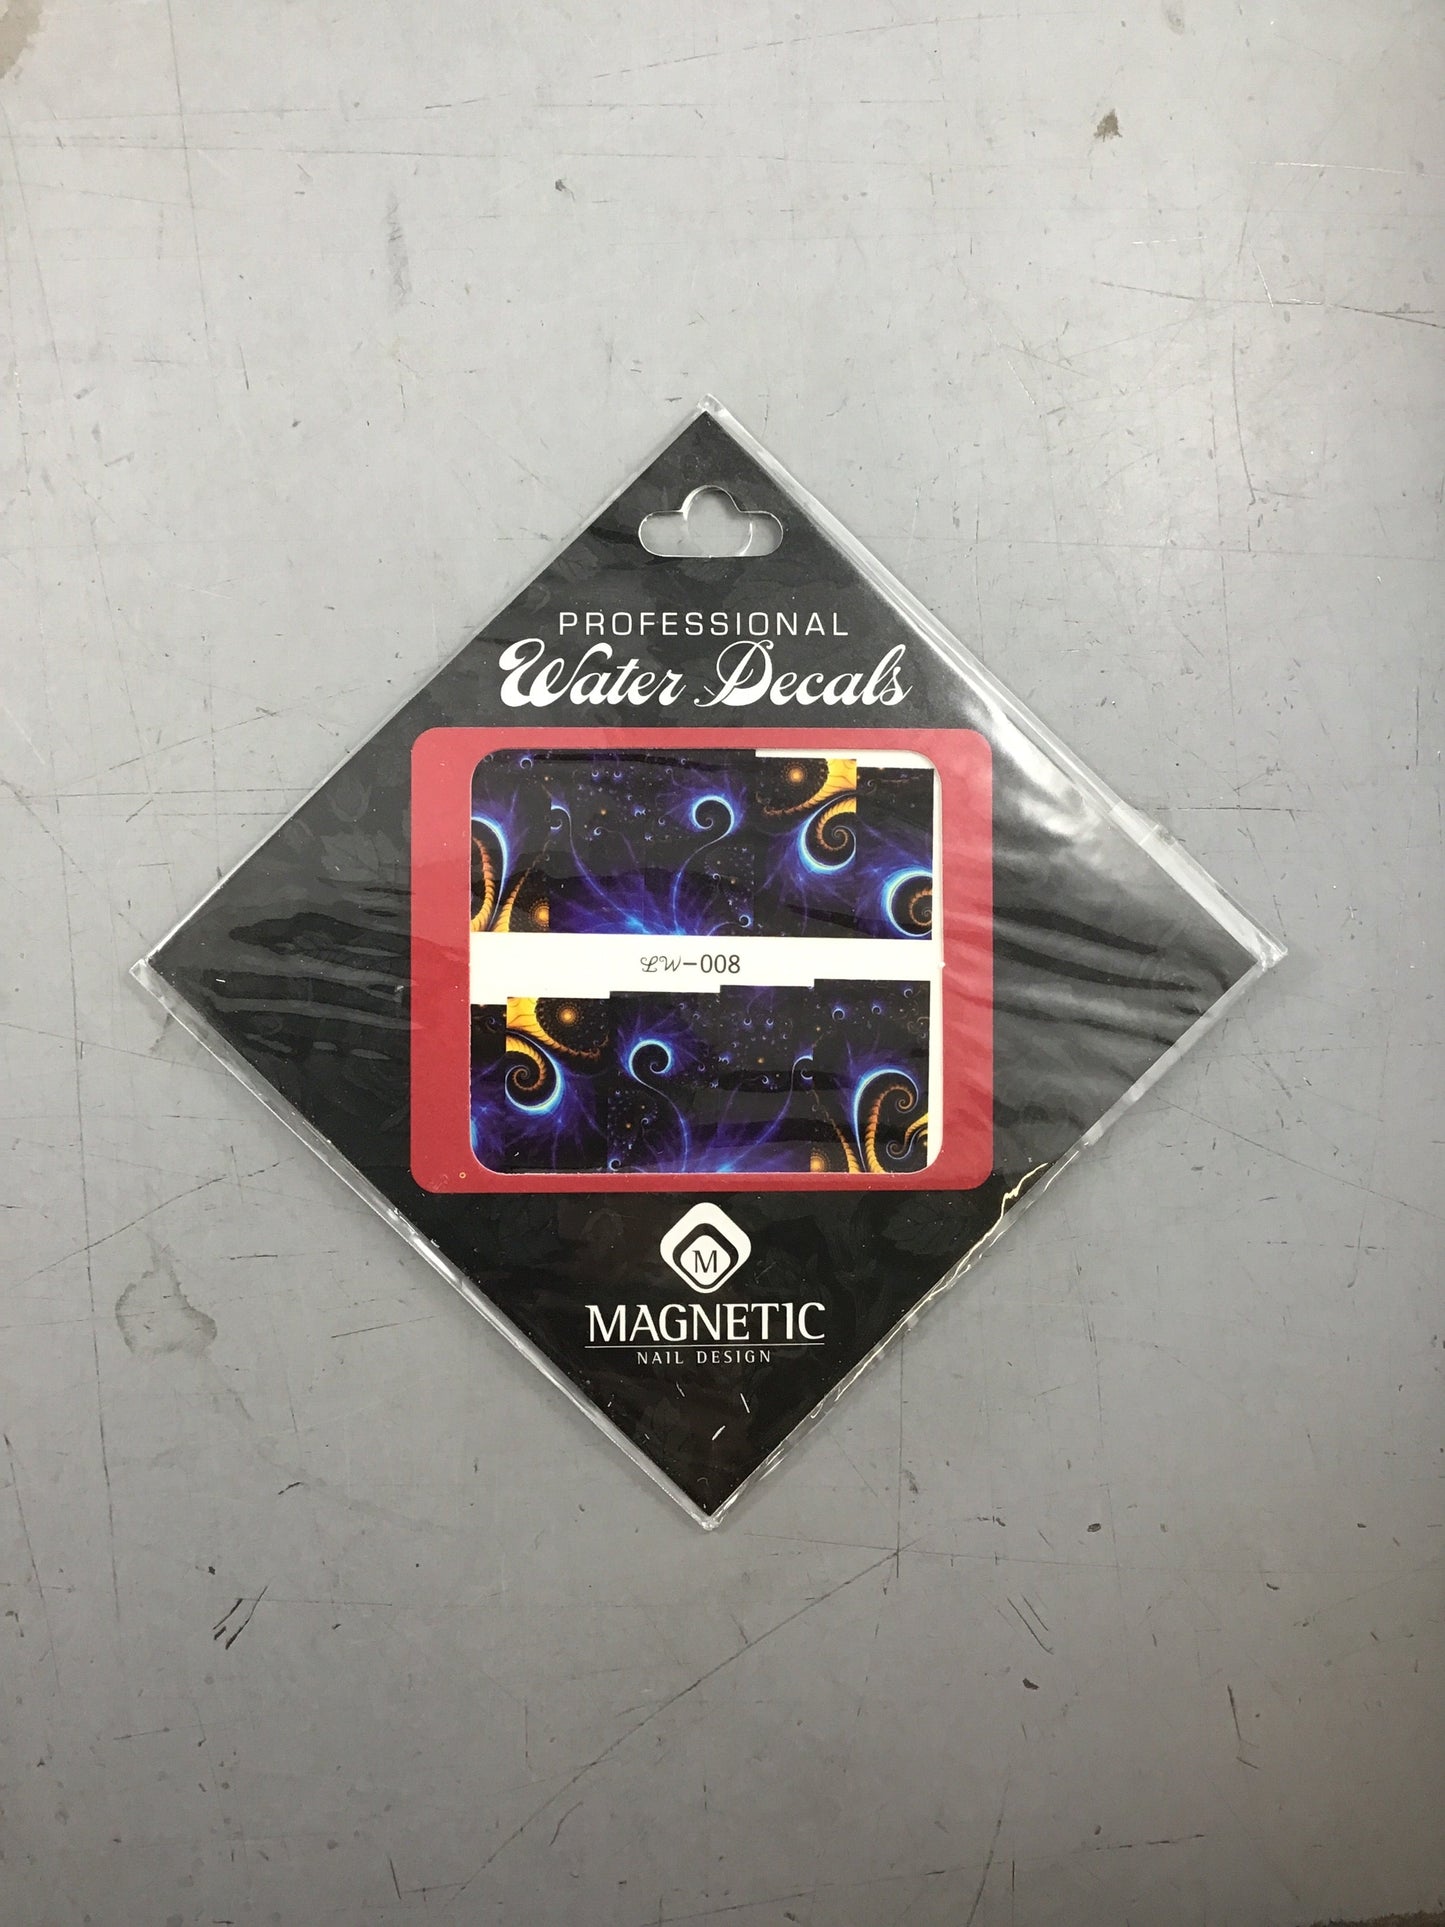 PROFESSIONAL
Water Decals
LW-008
M
MAGNETIC
NAIL DESIGN